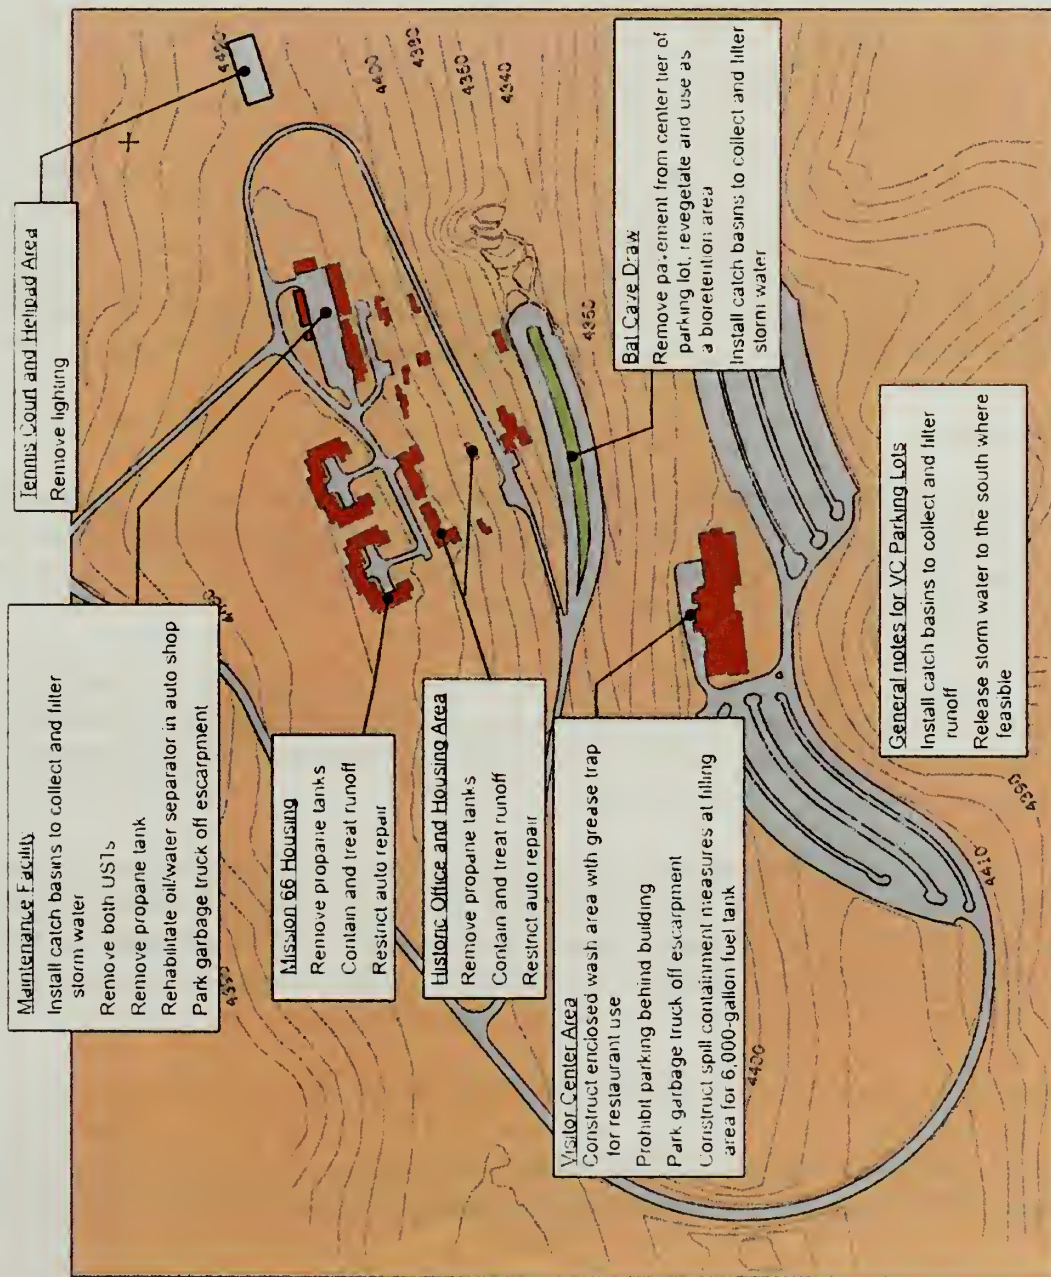 Maintenance Facility
Install catch basins to collect and filter
storm water
Remove both USTs
Remove propane tank
Rehabilitate oil/water separator in auto shop
Park garbage truck off escarpment
Tennis Court and Helipad Area
Remove lighting
Mission 66 Housing
Remove propane tanks
Contain and treat runoff
Restrict auto repair
Historic Office and Housing Area
Remove propane tanks
Contain and treat runoff
Restrict auto repair
Visitor Center Area
Construct enclosed wash area with grease trap
for restaurant use
Prohibit parking behind building
Park garbage truck off escarpment
Construct spill containment measures at filling
area for 6,000-gallon fuel tank
Bat Cave Draw
Remove pavement from center tier of
parking lot, revegetate and use as
a bioretention area
Install catch basins to collect and filter
storm water
General notes for VC Parking Lots
Install catch basins to collect and filter
runoff
Release storm water to the south where
feasible
4400
4380
4360
4340
4360
4390
4410
4400